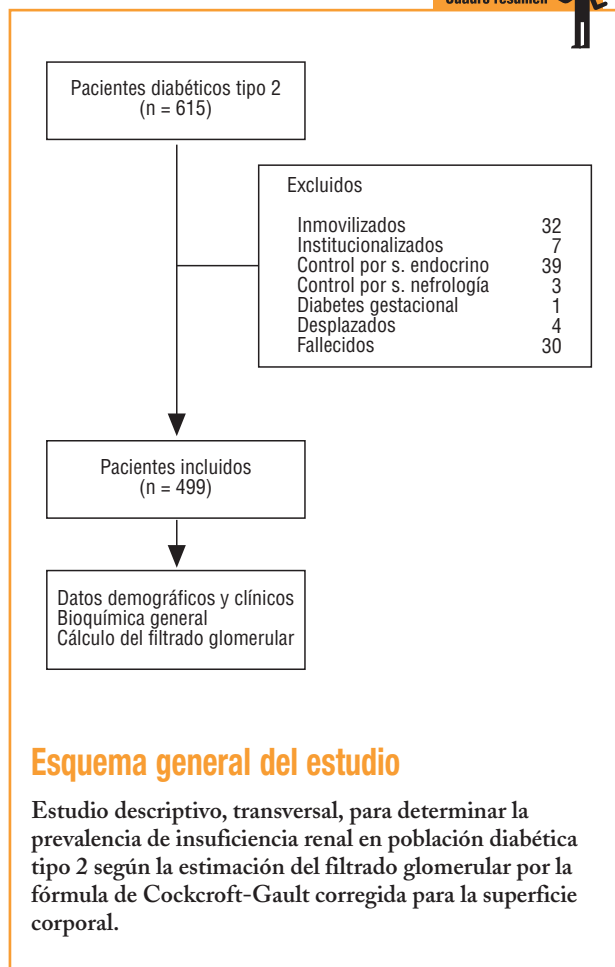 Cuadro resumen
Pacientes diabéticos tipo 2
(n = 615)
Excluidos
Inmovilizados 32
Institucionalizados 7
Control por s. endocrino 39
Control por s. nefrología 3
Diabetes gestacional 1
Desplazados 4
Fallecidos 30
Pacientes incluidos
(n = 499)
Datos demográficos y clínicos
Bioquímica general
Cálculo del filtrado glomerular
Esquema general del estudio
Estudio descriptivo, transversal, para determinar la
prevalencia de insuficiencia renal en población diabética
tipo 2 según la estimación del filtrado glomerular por la
fórmula de Cockcroft-Gault corregida para la superficie
corporal.